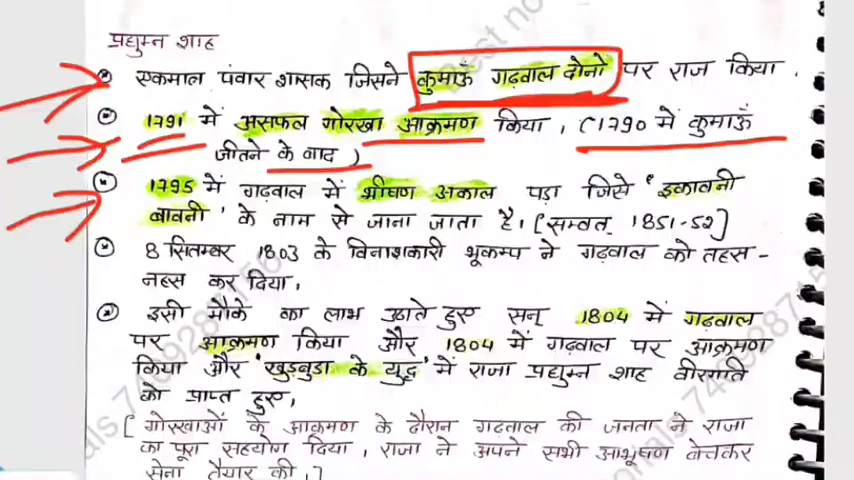 प्रद्युम्न शाह
एकमात्र पंवार शासक जिसने कुमाऊँ गढ़वाल दोनो पर राज किया .
1791 में असफल गोरखा आक्रमण किया , (1790 में कुमाऊँ
जीतने के बाद )
1795 में गढ़वाल में भीषण अकाल पड़ा जिसे ' इकावनी
बावनी ' के नाम से जाना जाता है। [सम्वत् 1851-52]
8 सितम्बर 1803 के विनाशकारी भूकम्प ने गढ़वाल को तहस -
नहस कर दिया ,
इसी मौके का लाभ उठाते हुए सन् 1804 में गढ़वाल
पर आक्रमण किया और 1804 में गढ़वाल पर आक्रमण
किया और 'खुड़बुडा के युद्ध' में राजा प्रद्युम्न शाह वीरगति
को प्राप्त हुए ,
[ गोरखाओं के आक्रमण के दौरान गढ़वाल की जनता ने राजा
का पूरा सहयोग दिया , राजा ने अपने सभी आभूषण बेचकर
सेना तैयार की , ]